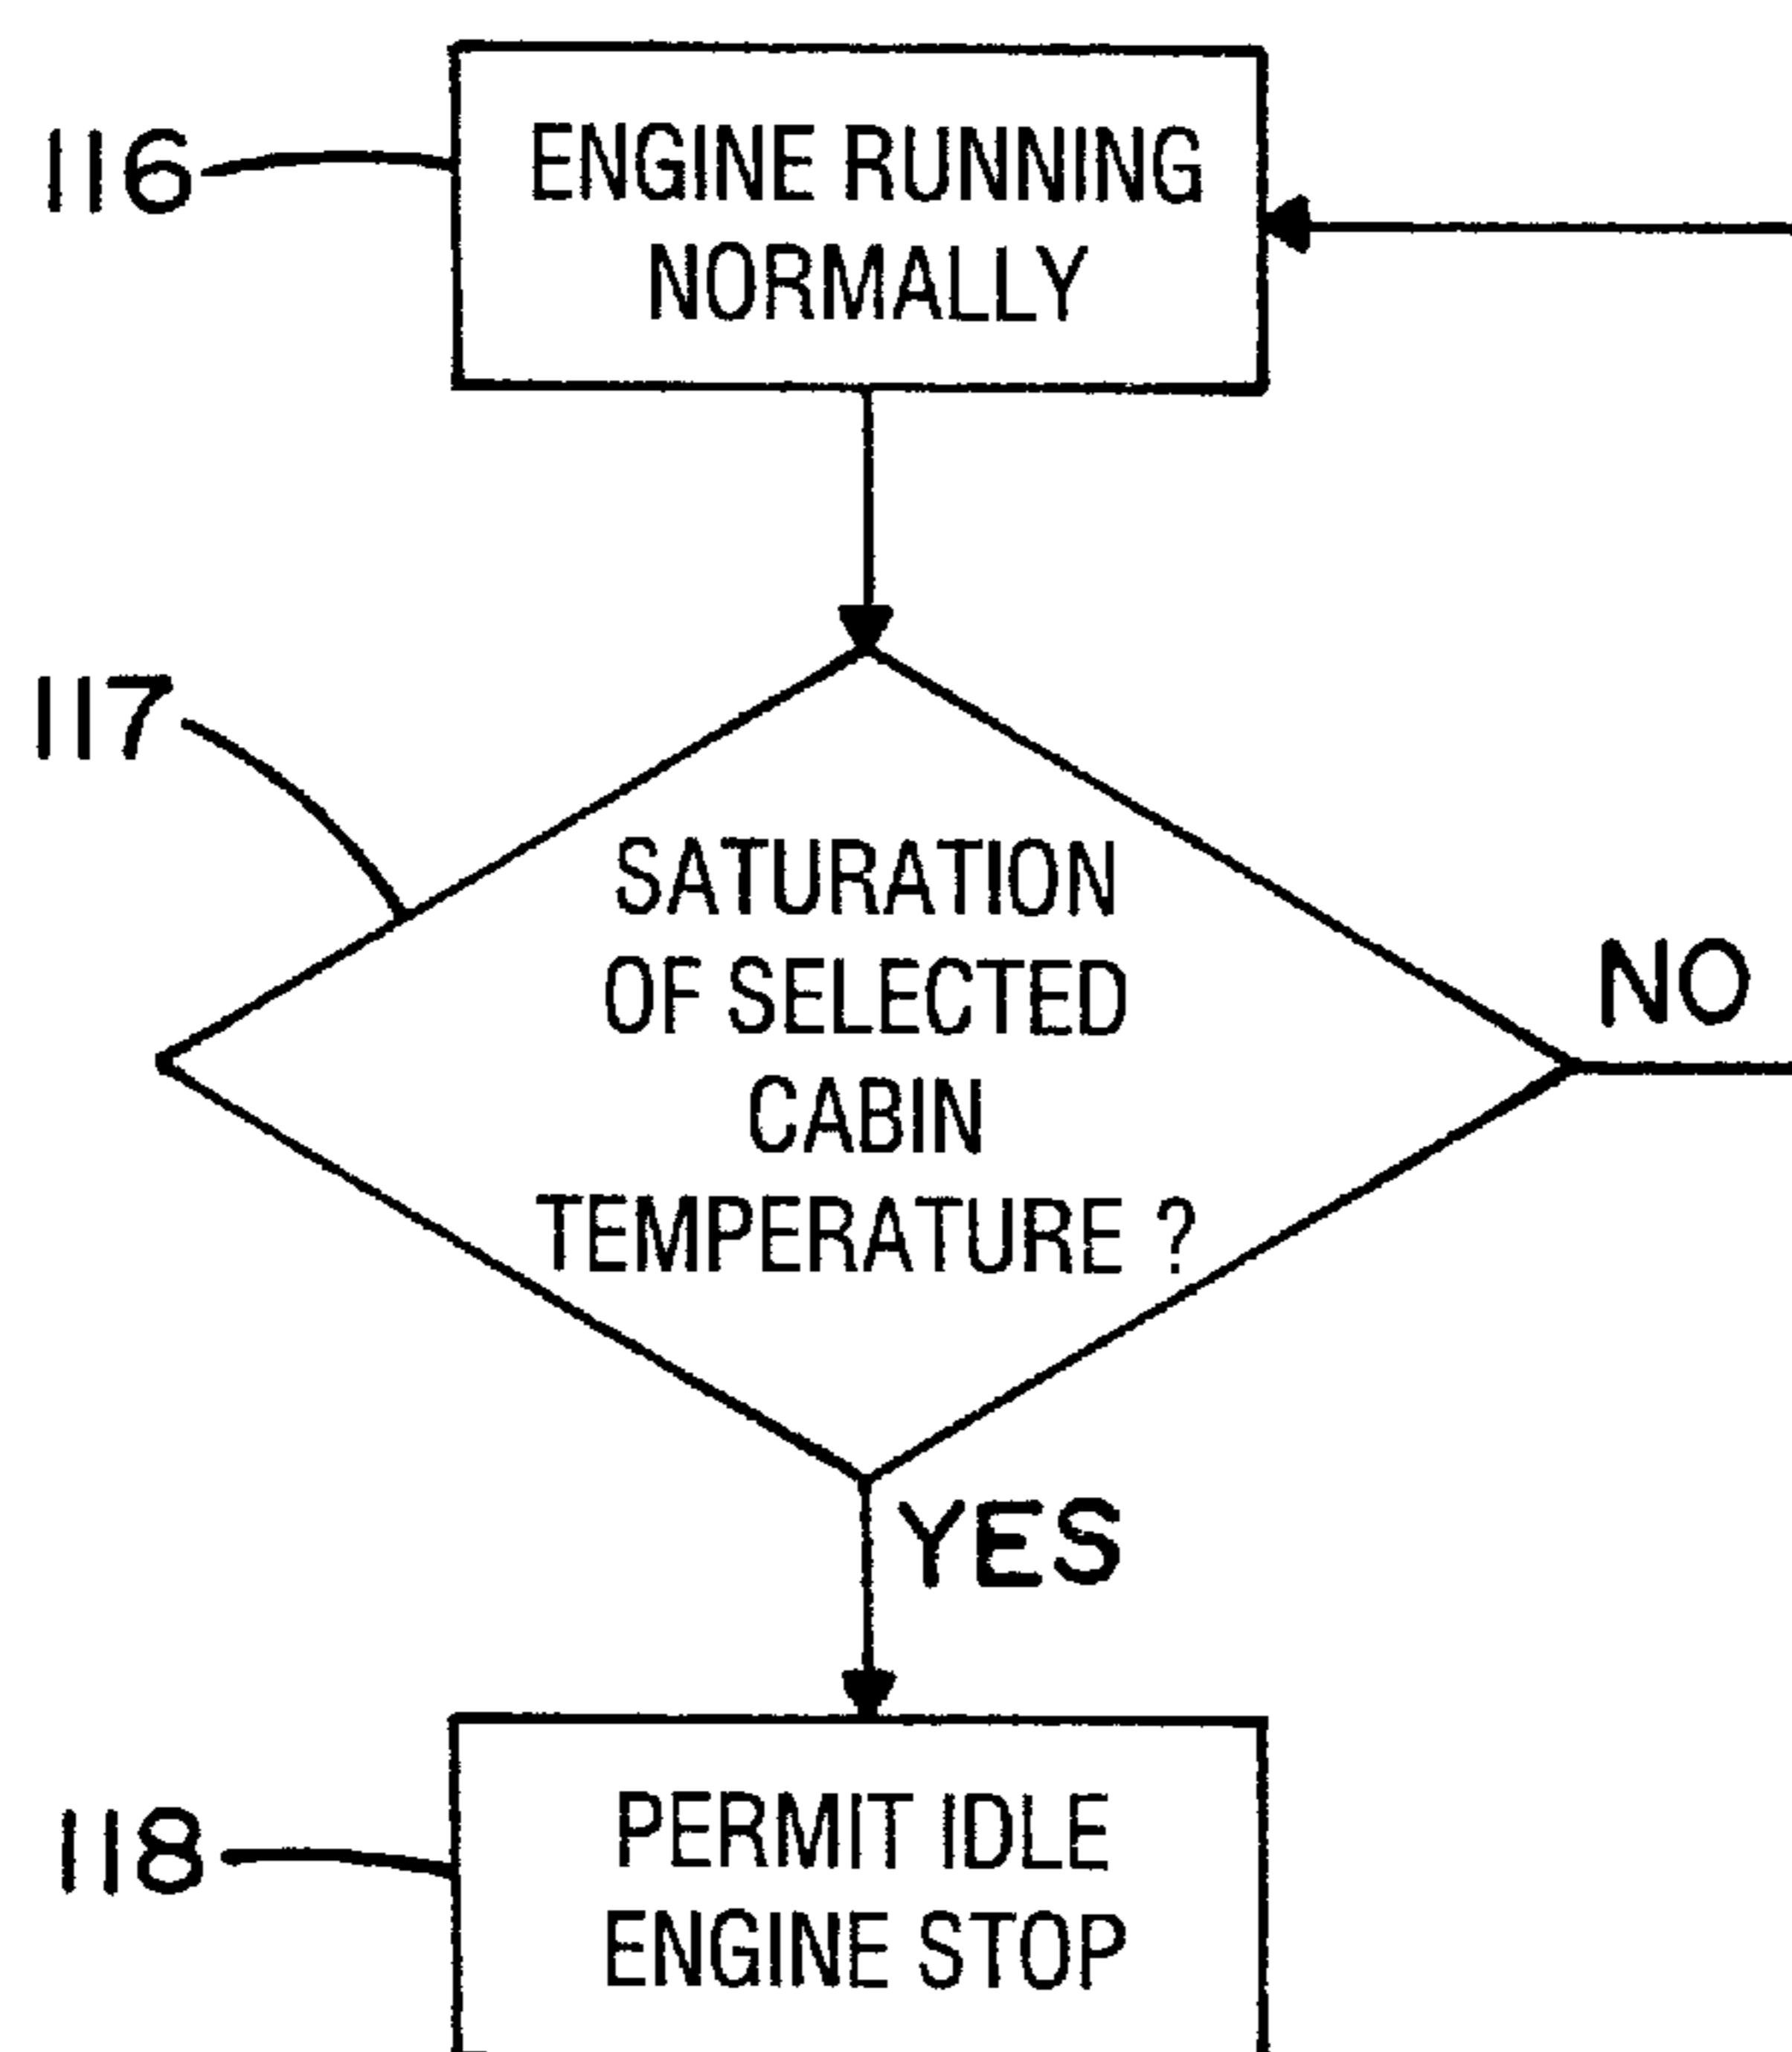 116
ENGINE RUNNING
NORMALLY
117
SATURATION
OF SELECTED
CABIN
TEMPERATURE ?
NO
YES
118
PERMIT IDLE
ENGINE STOP